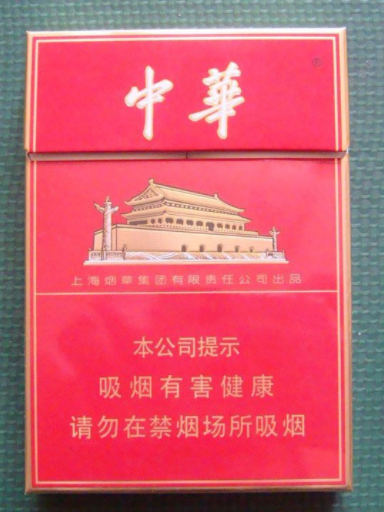 中華
上海烟草集团有限责任公司出品
本公司提示
吸烟有害健康
请勿在禁烟场所吸烟